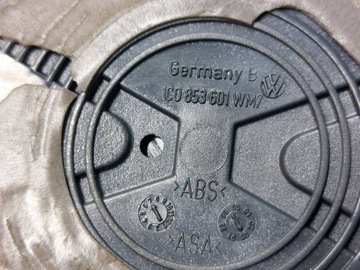 Germany B
1C0 853 601 WM7
>ABS<
>ASA<